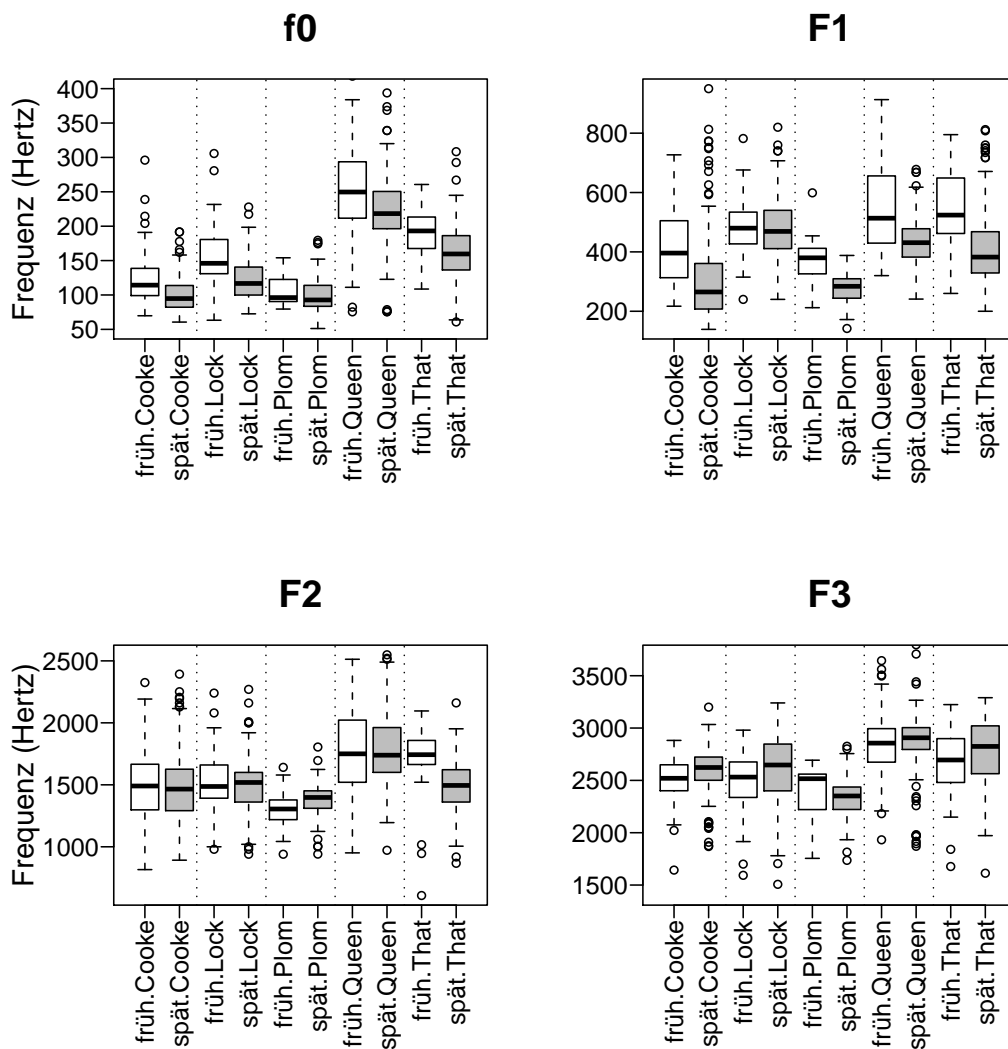 f0
Frequenz (Hertz)
400
350
300
250
200
150
100
50
früh.Cooke
spät.Cooke
früh.Lock
spät.Lock
früh.Plom
spät.Plom
früh.Queen
spät.Queen
früh.That
spät.That
F1
800
600
400
200
früh.Cooke
spät.Cooke
früh.Lock
spät.Lock
früh.Plom
spät.Plom
früh.Queen
spät.Queen
früh.That
spät.That
F2
Frequenz (Hertz)
2500
2000
1500
1000
früh.Cooke
spät.Cooke
früh.Lock
spät.Lock
früh.Plom
spät.Plom
früh.Queen
spät.Queen
früh.That
spät.That
F3
3500
3000
2500
2000
1500
früh.Cooke
spät.Cooke
früh.Lock
spät.Lock
früh.Plom
spät.Plom
früh.Queen
spät.Queen
früh.That
spät.That